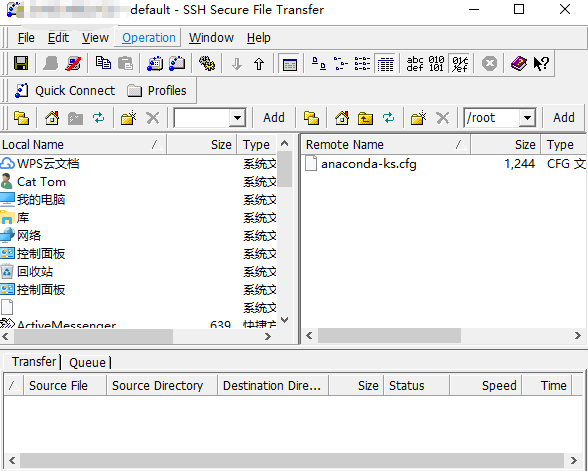 default - SSH Secure File Transfer
File Edit View Operation Window Help
abc 010 01c
def 101 €f
Quick Connect Profiles
Add /root Add
Local Name / Size Type
Remote Name / Size Type
WPS云文档 系统文
anaconda-ks.cfg 1,244 CFG 文
Cat Tom 系统文
我的电脑 系统文
库 系统文
网络 系统文
控制面板 系统文
回收站 系统文
控制面板 系统文
系统文
ActiveMessenger 639 快捷方
Transfer Queue
/ Source File Source Directory Destination Dire... Size Status Speed Time